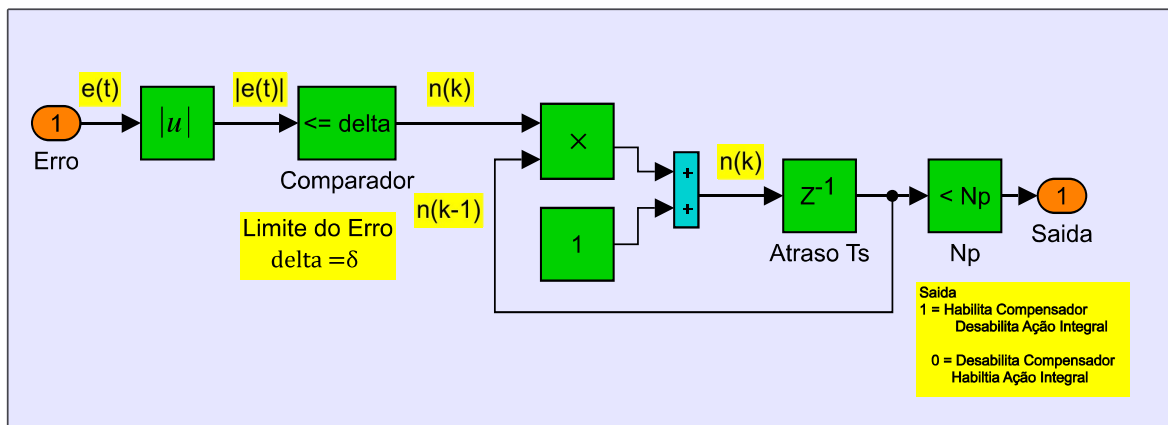 e(t)
|e(t)|
n(k)
1
|u|
<= delta
×
Erro
Comparador
n(k-1)
Limite do Erro
delta =δ
1
+
+
n(k)
Z-1
Atraso Ts
< Np
Np
1
Saida
Saida
1 = Habilita Compensador
Desabilita Ação Integral
0 = Desabilita Compensador
Habiltia Ação Integral